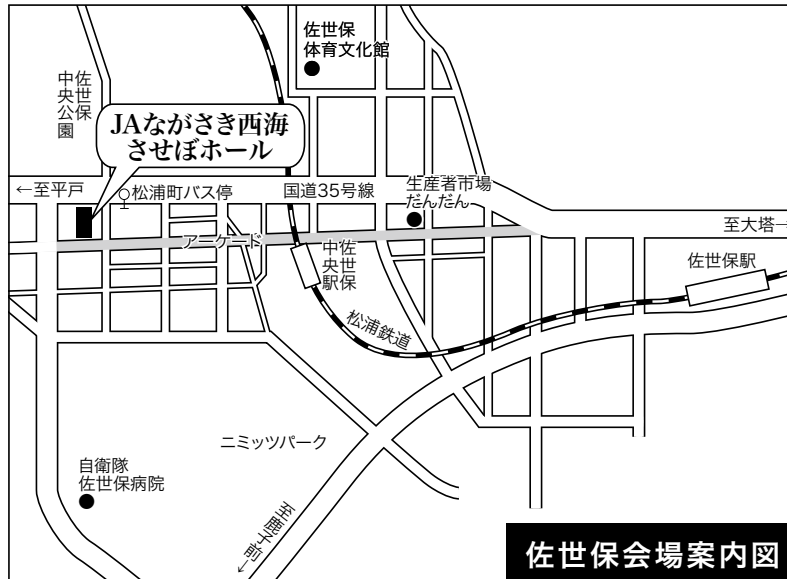 佐世保
体育文化館
佐世保
中央公園
JAながさき西海
させぼホール
←至平戸
松浦町バス停
国道35号線
生産者市場
だんだん
至大塔→
アーケード
佐世保
中央駅
佐世保駅
松浦鉄道
ニミッツパーク
自衛隊
佐世保病院
至鹿子前→
佐世保会場案内図